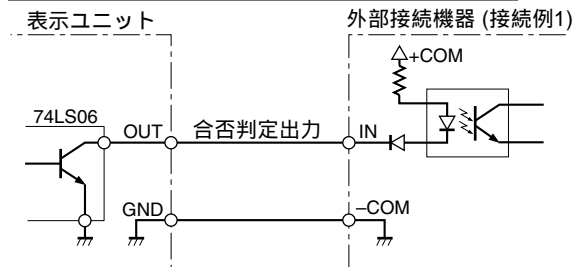 表示ユニット
外部接続機器 (接続例1)
+COM
74LS06
OUT
合否判定出力
IN
GND
–COM